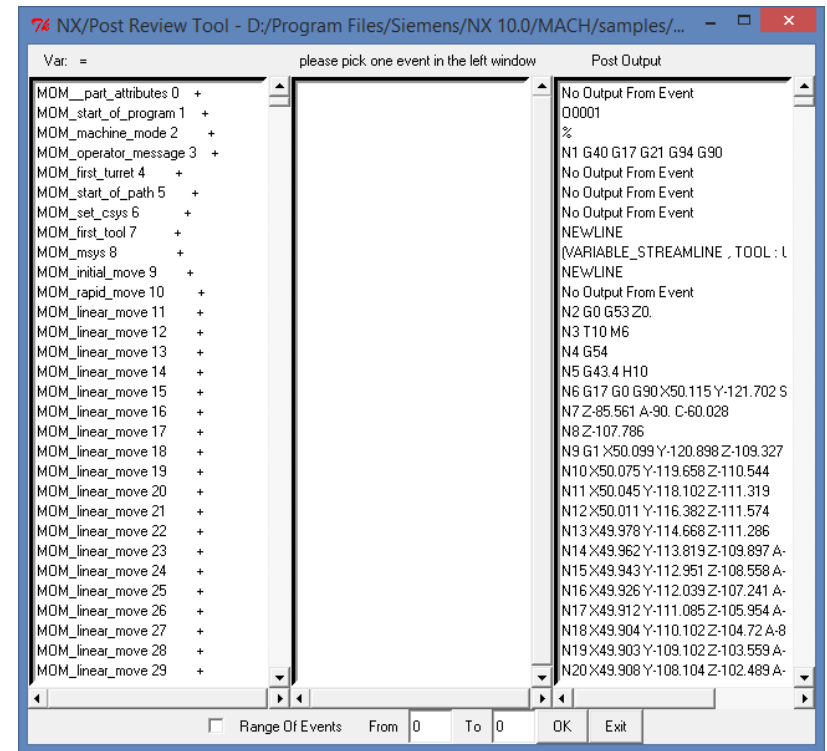 7% NX/Post Review Tool - D:/Program Files/Siemens/NX 10.0/MACH/samples/...
Var: =
please pick one event in the left window
Post Output
MOM__part_attributes 0 +
MOM_start_of_program 1 +
MOM_machine_mode 2 +
MOM_operator_message 3 +
MOM_first_turret 4 +
MOM_start_of_path 5 +
MOM_set_csys 6 +
MOM_first_tool 7 +
MOM_msys 8 +
MOM_initial_move 9 +
MOM_rapid_move 10 +
MOM_linear_move 11 +
MOM_linear_move 12 +
MOM_linear_move 13 +
MOM_linear_move 14 +
MOM_linear_move 15 +
MOM_linear_move 16 +
MOM_linear_move 17 +
MOM_linear_move 18 +
MOM_linear_move 19 +
MOM_linear_move 20 +
MOM_linear_move 21 +
MOM_linear_move 22 +
MOM_linear_move 23 +
MOM_linear_move 24 +
MOM_linear_move 25 +
MOM_linear_move 26 +
MOM_linear_move 27 +
MOM_linear_move 28 +
MOM_linear_move 29 +
No Output From Event
O0001
%
N1 G40 G17 G21 G94 G90
No Output From Event
No Output From Event
No Output From Event
NEWLINE
(VARIABLE_STREAMLINE , TOOL : U
NEWLINE
No Output From Event
N2 G0 G53 Z0.
N3 T10 M6
N4 G54
N5 G43.4 H10
N6 G17 G0 G90 X50.115 Y-121.702 S
N7 Z-85.561 A-90. C-60.028
N8 Z-107.786
N9 G1 X50.099 Y-120.898 Z-109.327
N10 X50.075 Y-119.658 Z-110.544
N11 X50.045 Y-118.102 Z-111.319
N12 X50.011 Y-116.382 Z-111.574
N13 X49.978 Y-114.668 Z-111.286
N14 X49.962 Y-113.819 Z-109.897 A-
N15 X49.943 Y-112.951 Z-108.558 A-
N16 X49.926 Y-112.039 Z-107.241 A-
N17 X49.912 Y-111.085 Z-105.954 A-
N18 X49.904 Y-110.102 Z-104.72 A-8
N19 X49.903 Y-109.102 Z-103.559 A-
N20 X49.908 Y-108.104 Z-102.489 A-
Range Of Events From 0 To 0 OK Exit